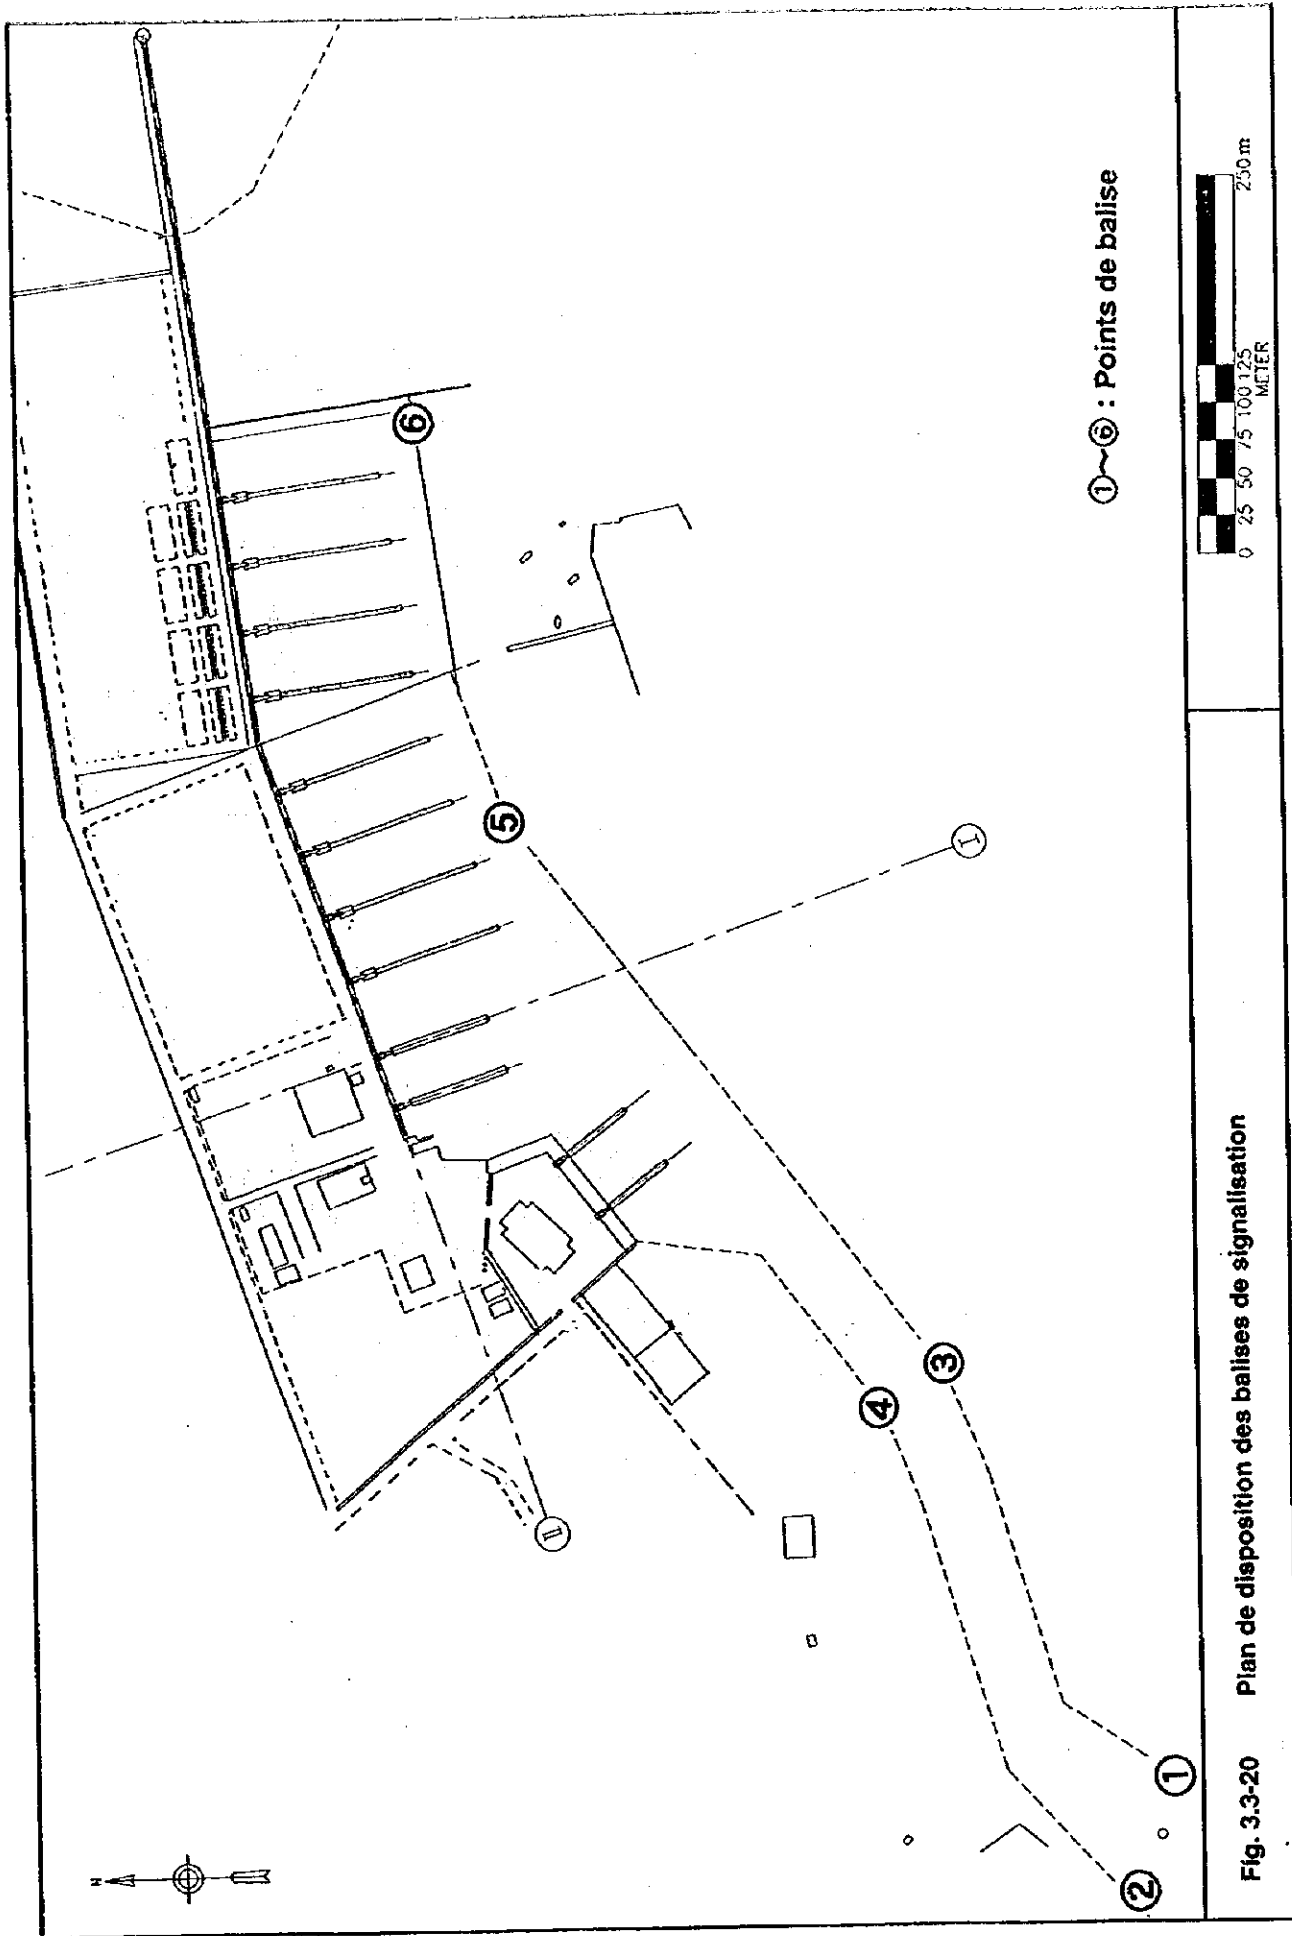 N
Ⅰ
Ⅱ
⑥
⑤
④
③
②
①
①~⑥ : Points de balise
0 25 50 75 100 125 250m
METER
Fig. 3.3-20 Plan de disposition des balises de signalisation